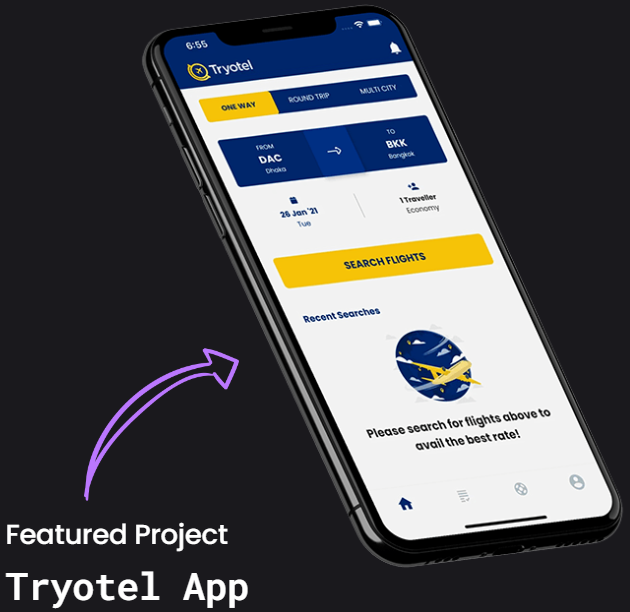 6:55
Tryotel
ONE WAY ROUND TRIP MULTI CITY
FROM TO
DAC BKK
Dhaka Bangkok
26 Jan '21 1 Traveller
Tue Economy
SEARCH FLIGHTS
Recent Searches
Please search for flights above to
avail the best rate!
Featured Project
Tryotel App